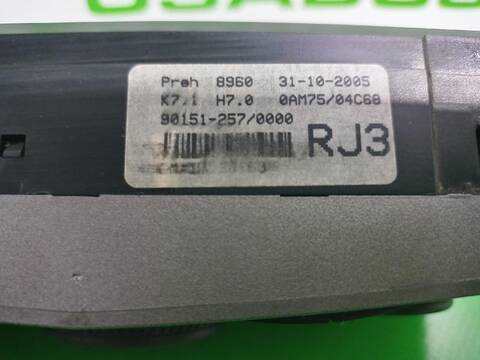 Preh 8960 31-10-2005
K7.1 H7.0 0AM75/04C68
90151-257/0000
RJ3